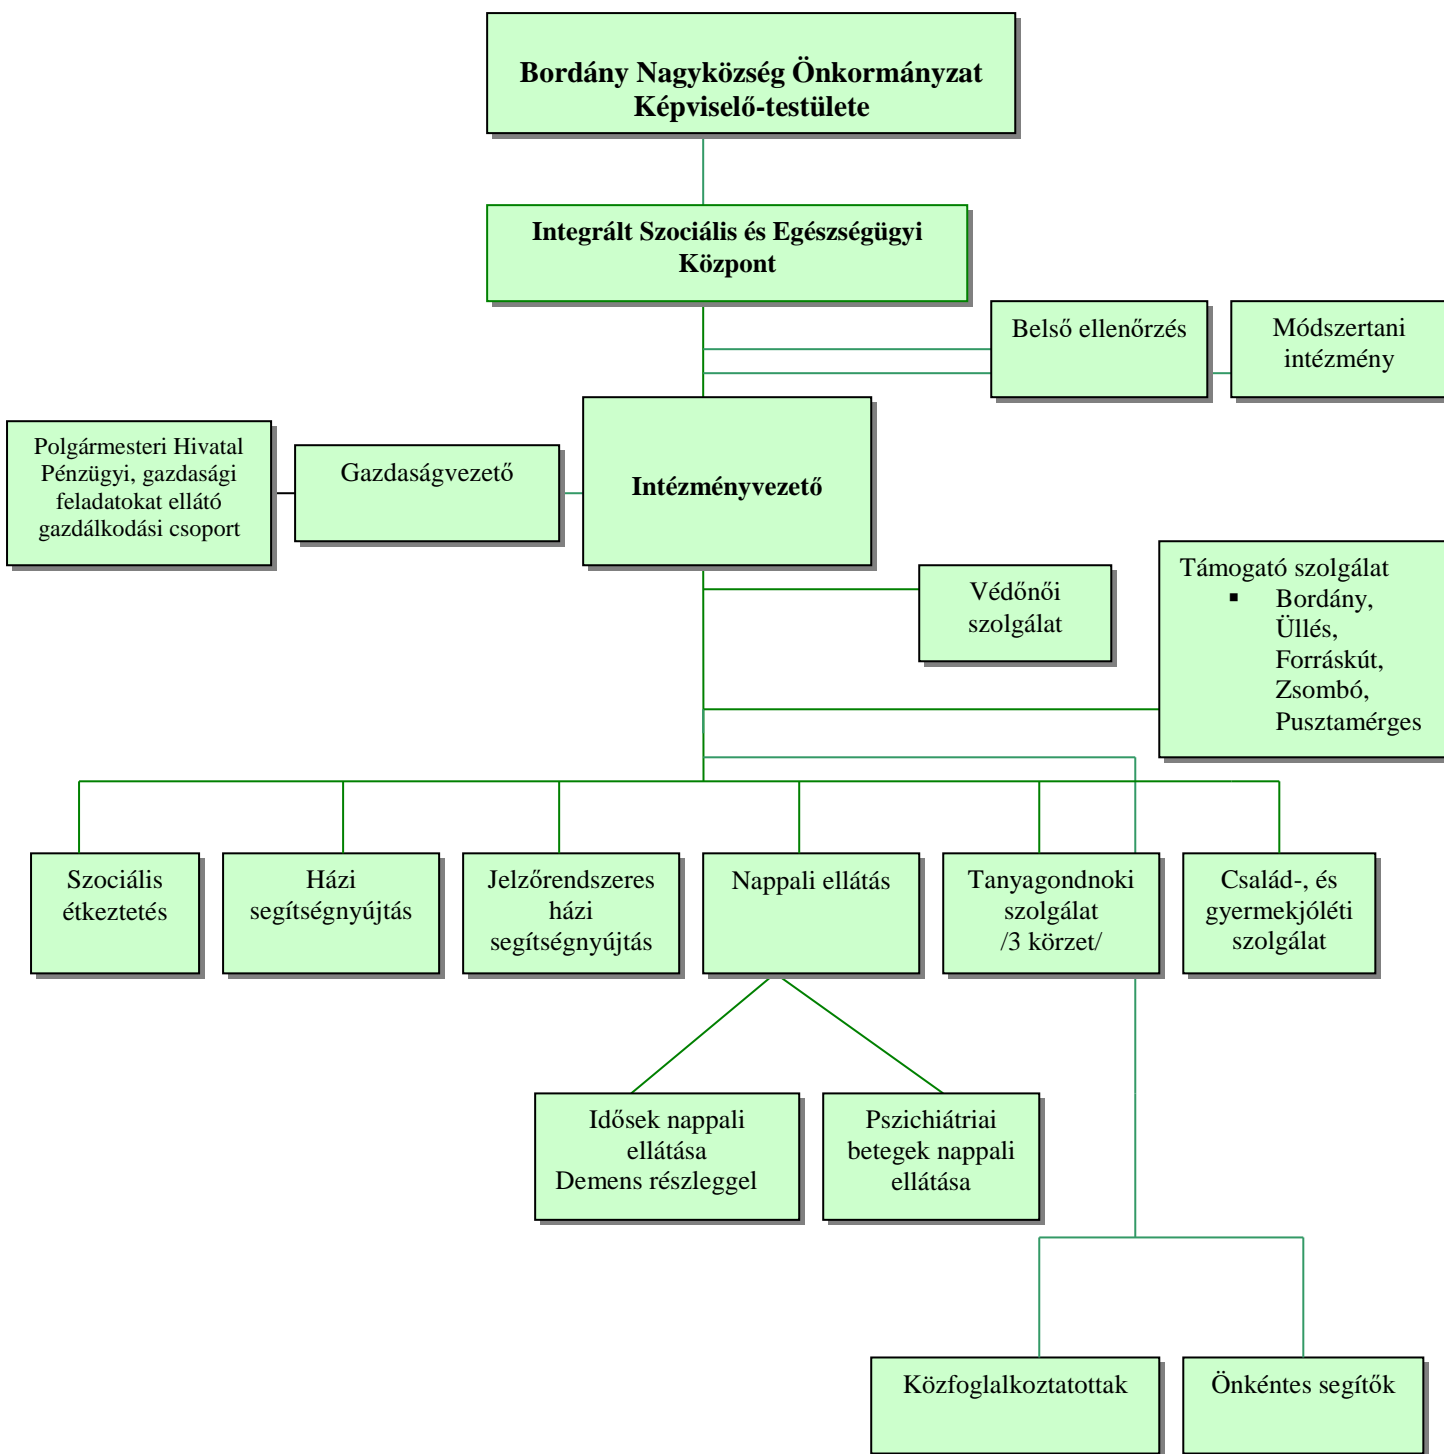 Bordány Nagyközség Önkormányzat
Képviselő-testülete
Integrált Szociális és Egészségügyi
Központ
Belső ellenőrzés
Módszertani
intézmény
Polgármesteri Hivatal
Pénzügyi, gazdasági
feladatokat ellátó
gazdálkodási csoport
Gazdaságvezető
Intézményvezető
Védőnői
szolgálat
Támogató szolgálat
▪ Bordány,
Üllés,
Forráskút,
Zsombó,
Pusztamérges
Szociális
étkeztetés
Házi
segítségnyújtás
Jelzőrendszeres
házi
segítségnyújtás
Nappali ellátás
Tanyagondnoki
szolgálat
/3 körzet/
Család-, és
gyermekjóléti
szolgálat
Idősek nappali
ellátása
Demens részleggel
Pszichiátriai
betegek nappali
ellátása
Közfoglalkoztatottak
Önkéntes segítők